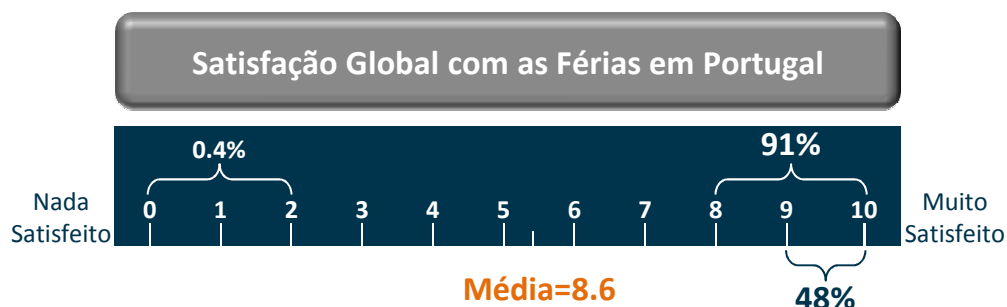 Satisfação Global com as Férias em Portugal
0.4%
91%
Nada
Satisfeito
0 1 2 3 4 5 6 7 8 9 10
Muito
Satisfeito
Média=8.6
48%